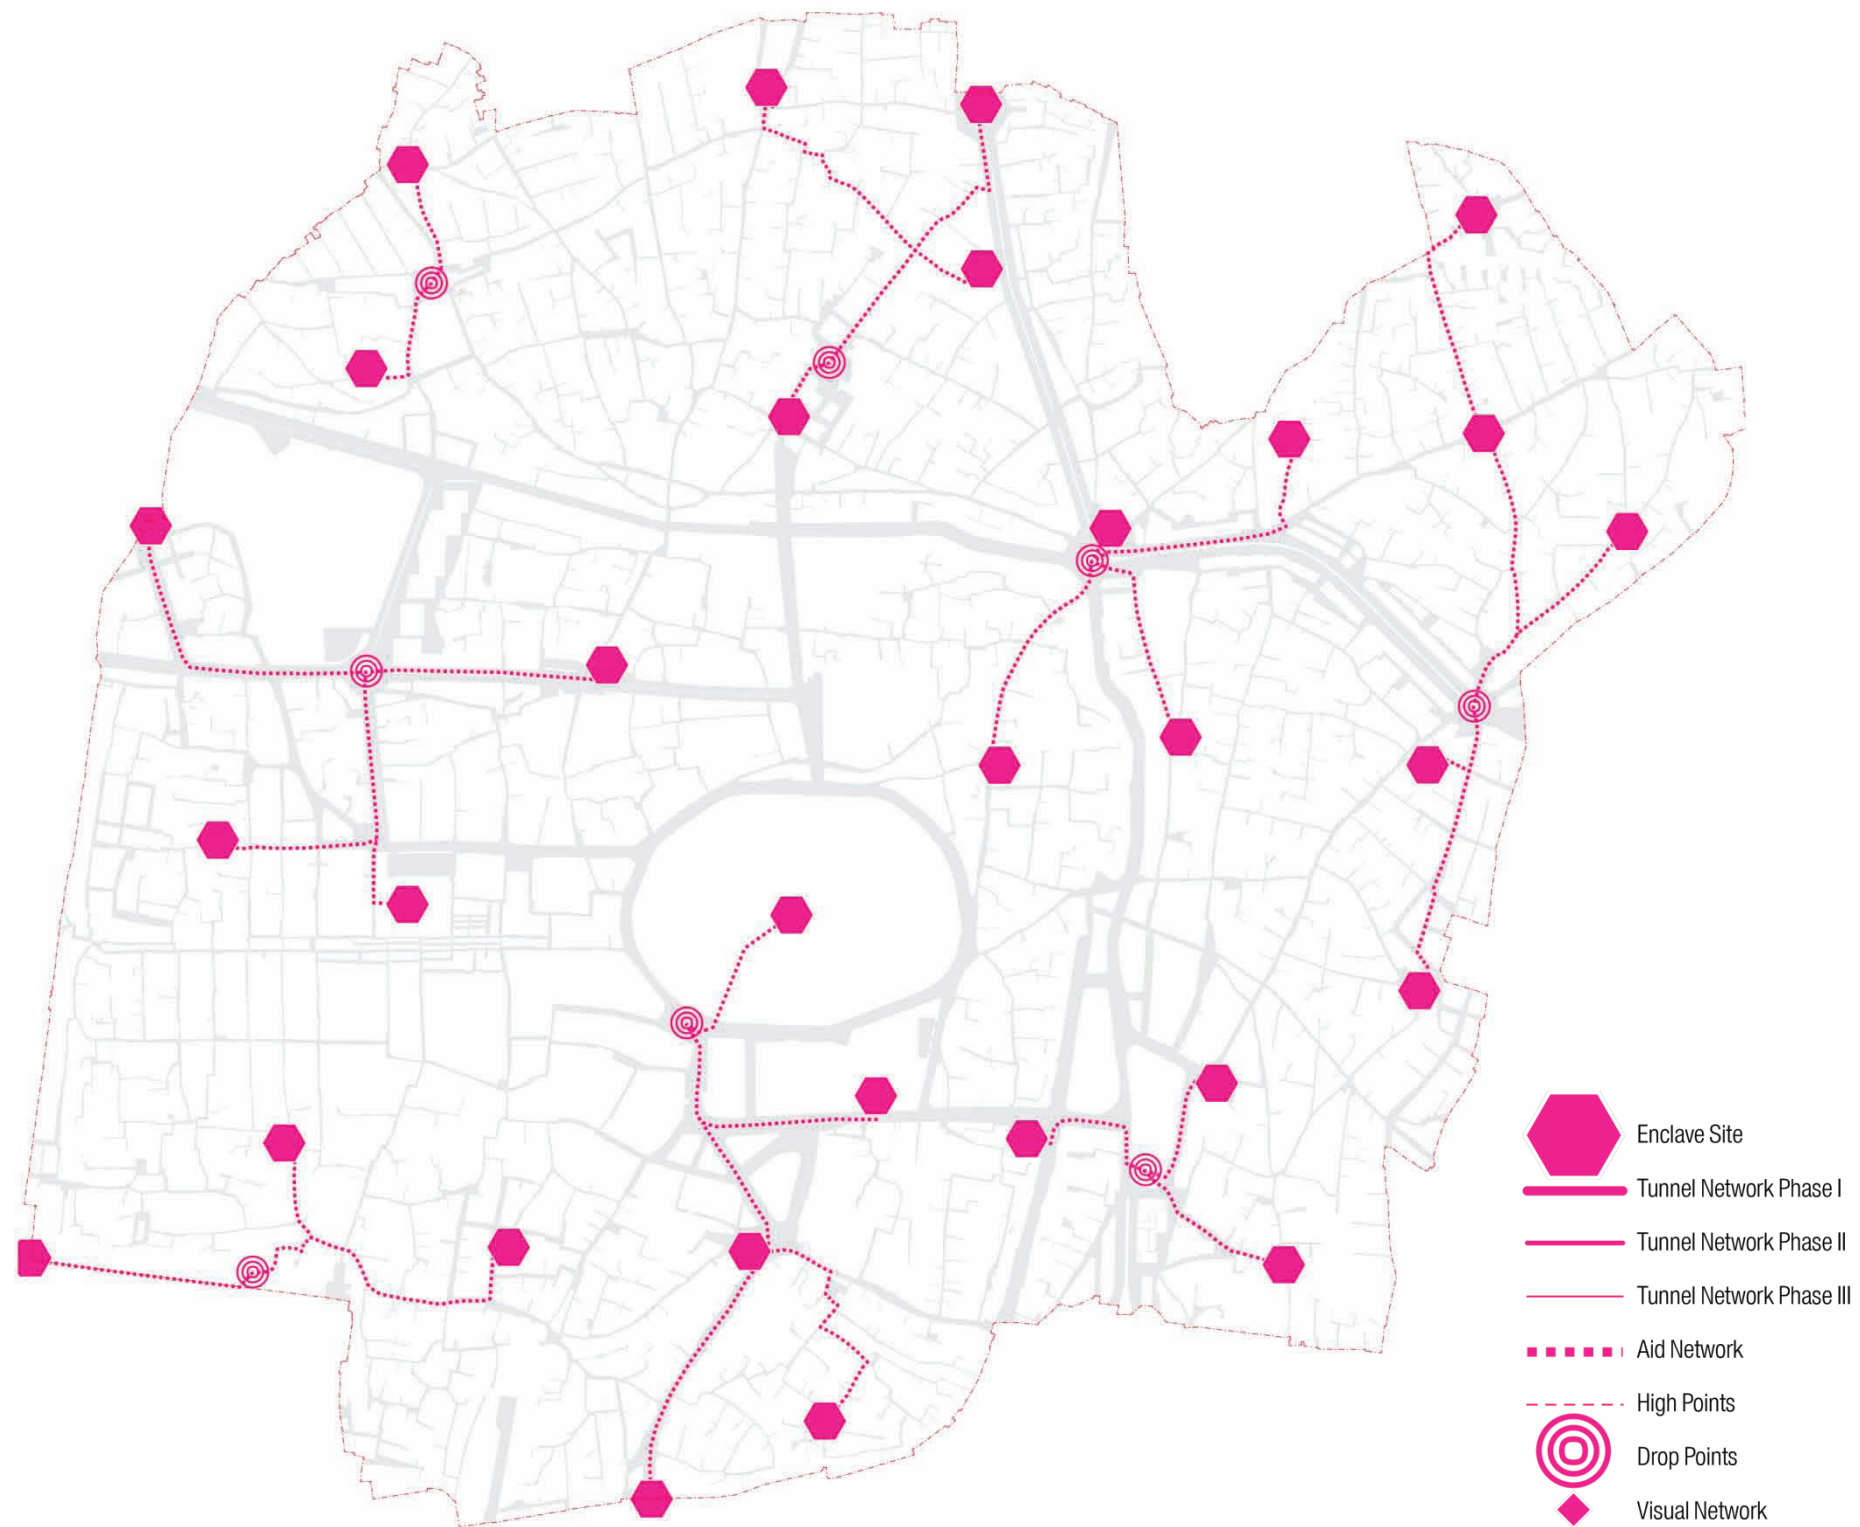 Enclave Site
Tunnel Network Phase I
Tunnel Network Phase II
Tunnel Network Phase III
Aid Network
High Points
Drop Points
Visual Network